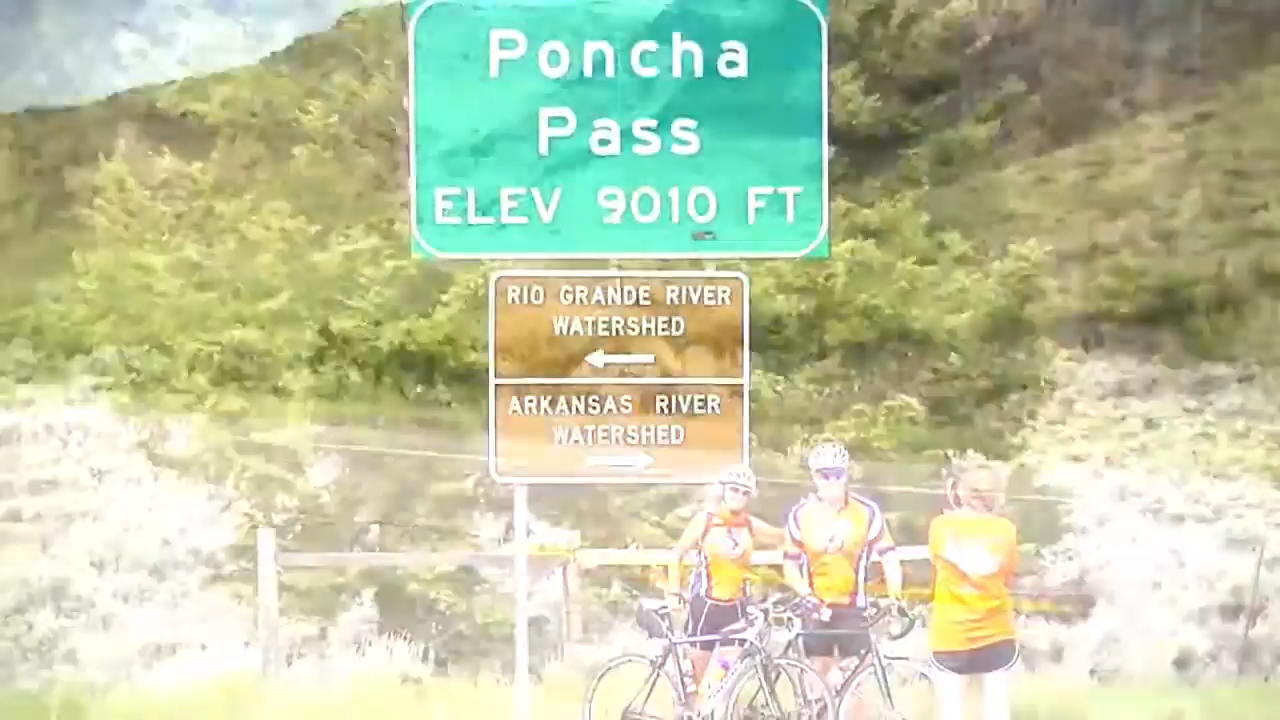 Poncha
Pass
ELEV 9010 FT
RIO GRANDE RIVER
WATERSHED
ARKANSAS RIVER
WATERSHED